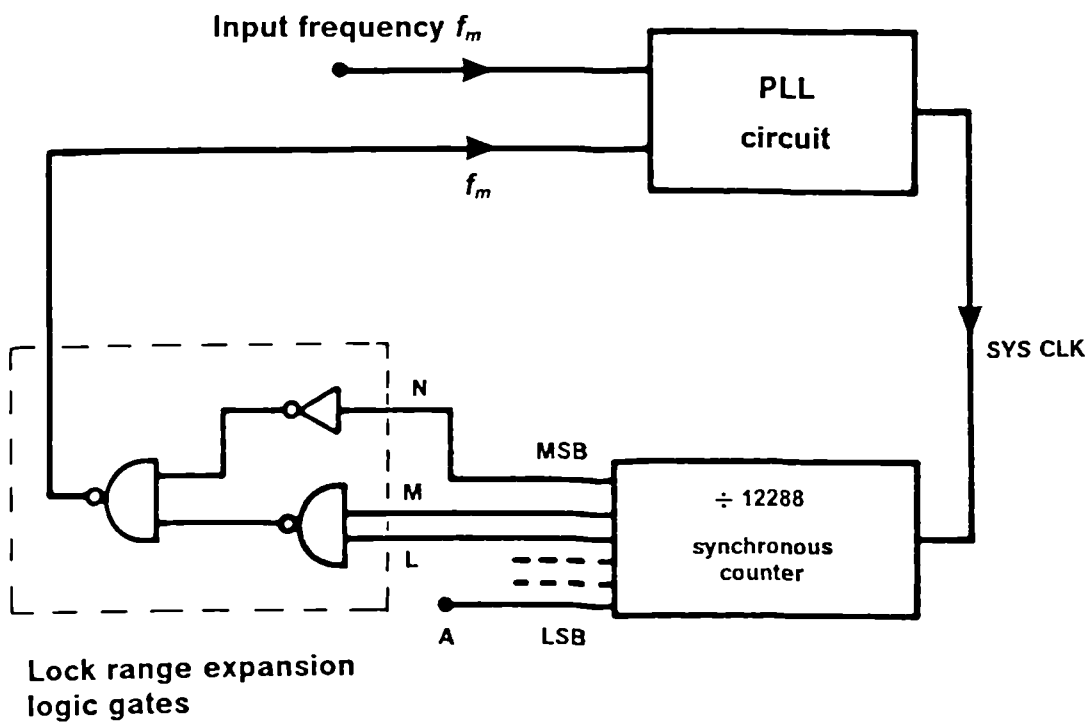 Input frequency fm
PLL
circuit
fm
SYS CLK
N
MSB
M
÷ 12288
synchronous
counter
L
A
LSB
Lock range expansion
logic gates